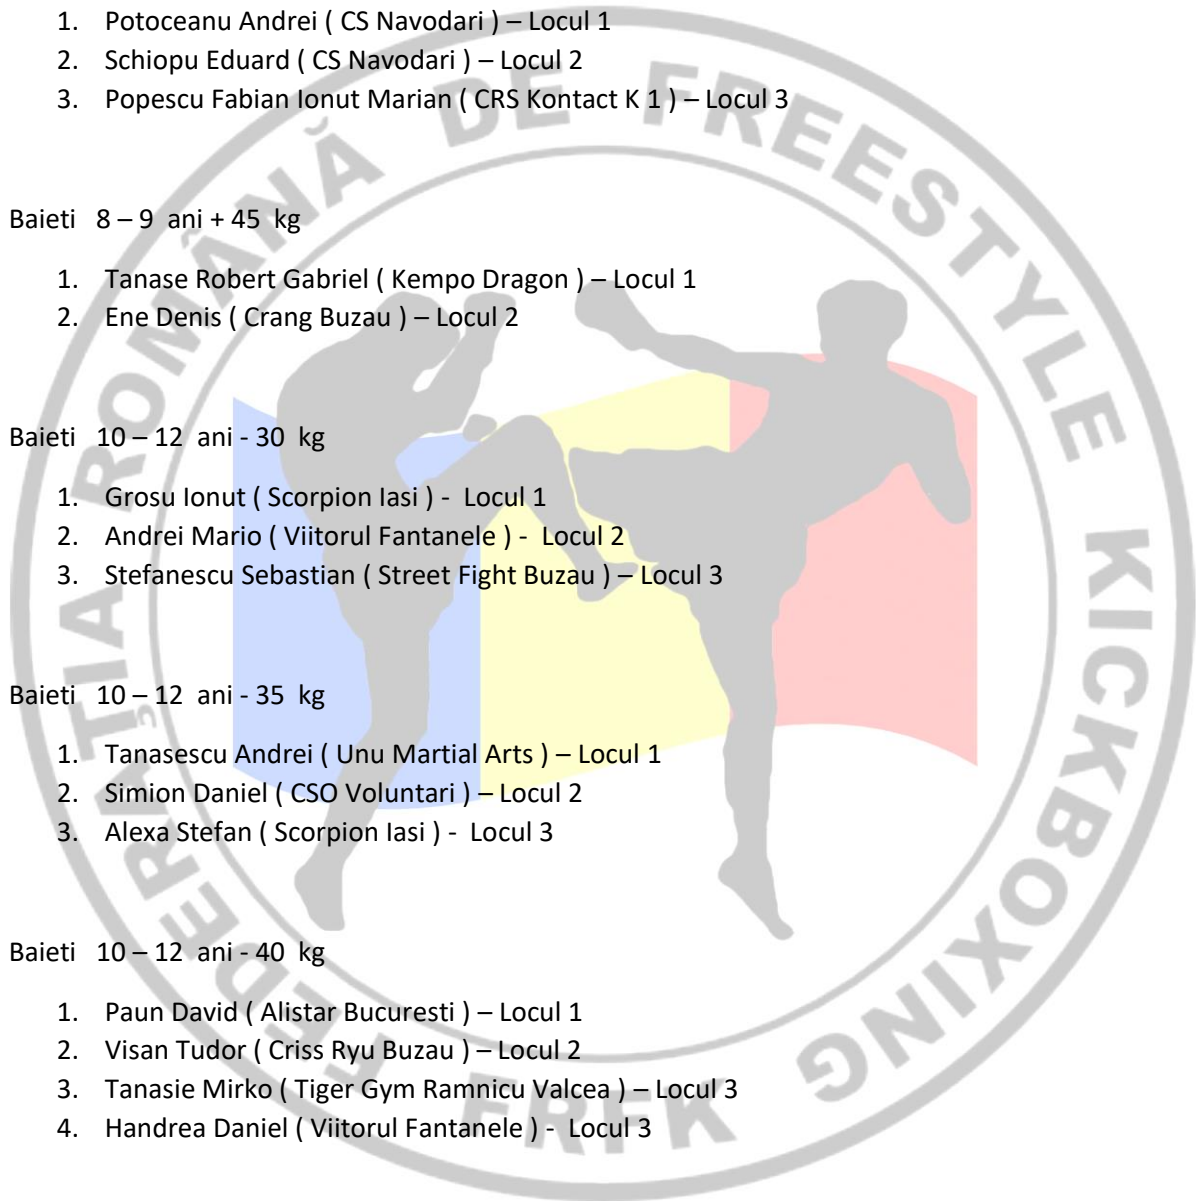 1. Potoceanu Andrei ( CS Navodari ) – Locul 1
2. Schiopu Eduard ( CS Navodari ) – Locul 2
3. Popescu Fabian Ionut Marian ( CRS Kontact K 1 ) – Locul 3
Baieti 8 – 9 ani + 45 kg
1. Tanase Robert Gabriel ( Kempo Dragon ) – Locul 1
2. Ene Denis ( Crang Buzau ) – Locul 2
Baieti 10 – 12 ani - 30 kg
1. Grosu Ionut ( Scorpion Iasi ) - Locul 1
2. Andrei Mario ( Viitorul Fantanele ) - Locul 2
3. Stefanescu Sebastian ( Street Fight Buzau ) – Locul 3
Baieti 10 – 12 ani - 35 kg
1. Tanasescu Andrei ( Unu Martial Arts ) – Locul 1
2. Simion Daniel ( CSO Voluntari ) – Locul 2
3. Alexa Stefan ( Scorpion Iasi ) - Locul 3
Baieti 10 – 12 ani - 40 kg
1. Paun David ( Alistar Bucuresti ) – Locul 1
2. Visan Tudor ( Criss Ryu Buzau ) – Locul 2
3. Tanasie Mirko ( Tiger Gym Ramnicu Valcea ) – Locul 3
4. Handrea Daniel ( Viitorul Fantanele ) - Locul 3
FEDERAȚIA ROMÂNĂ DE FREESTYLE KICKBOXING
FRFK